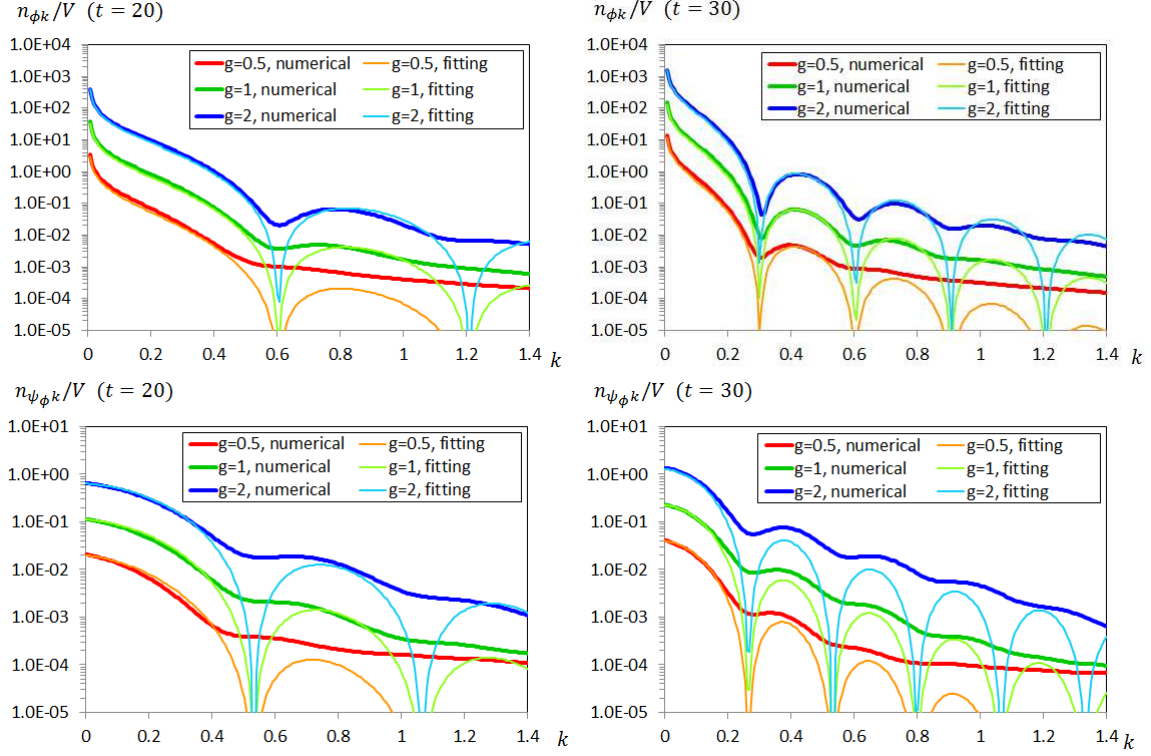 n_ϕk/V (t = 20)
1.0E+04
1.0E+03
1.0E+02
1.0E+01
1.0E+00
1.0E-01
1.0E-02
1.0E-03
1.0E-04
1.0E-05
g=0.5, numerical g=0.5, fitting
g=1, numerical g=1, fitting
g=2, numerical g=2, fitting
0 0.2 0.4 0.6 0.8 1 1.2 1.4 k
n_ϕk/V (t = 30)
1.0E+04
1.0E+03
1.0E+02
1.0E+01
1.0E+00
1.0E-01
1.0E-02
1.0E-03
1.0E-04
1.0E-05
g=0.5, numerical g=0.5, fitting
g=1, numerical g=1, fitting
g=2, numerical g=2, fitting
0 0.2 0.4 0.6 0.8 1 1.2 1.4 k
n_ψ_ϕk/V (t = 20)
1.0E+01
1.0E+00
1.0E-01
1.0E-02
1.0E-03
1.0E-04
1.0E-05
g=0.5, numerical g=0.5, fitting
g=1, numerical g=1, fitting
g=2, numerical g=2, fitting
0 0.2 0.4 0.6 0.8 1 1.2 1.4 k
n_ψ_ϕk/V (t = 30)
1.0E+01
1.0E+00
1.0E-01
1.0E-02
1.0E-03
1.0E-04
1.0E-05
g=0.5, numerical g=0.5, fitting
g=1, numerical g=1, fitting
g=2, numerical g=2, fitting
0 0.2 0.4 0.6 0.8 1 1.2 1.4 k